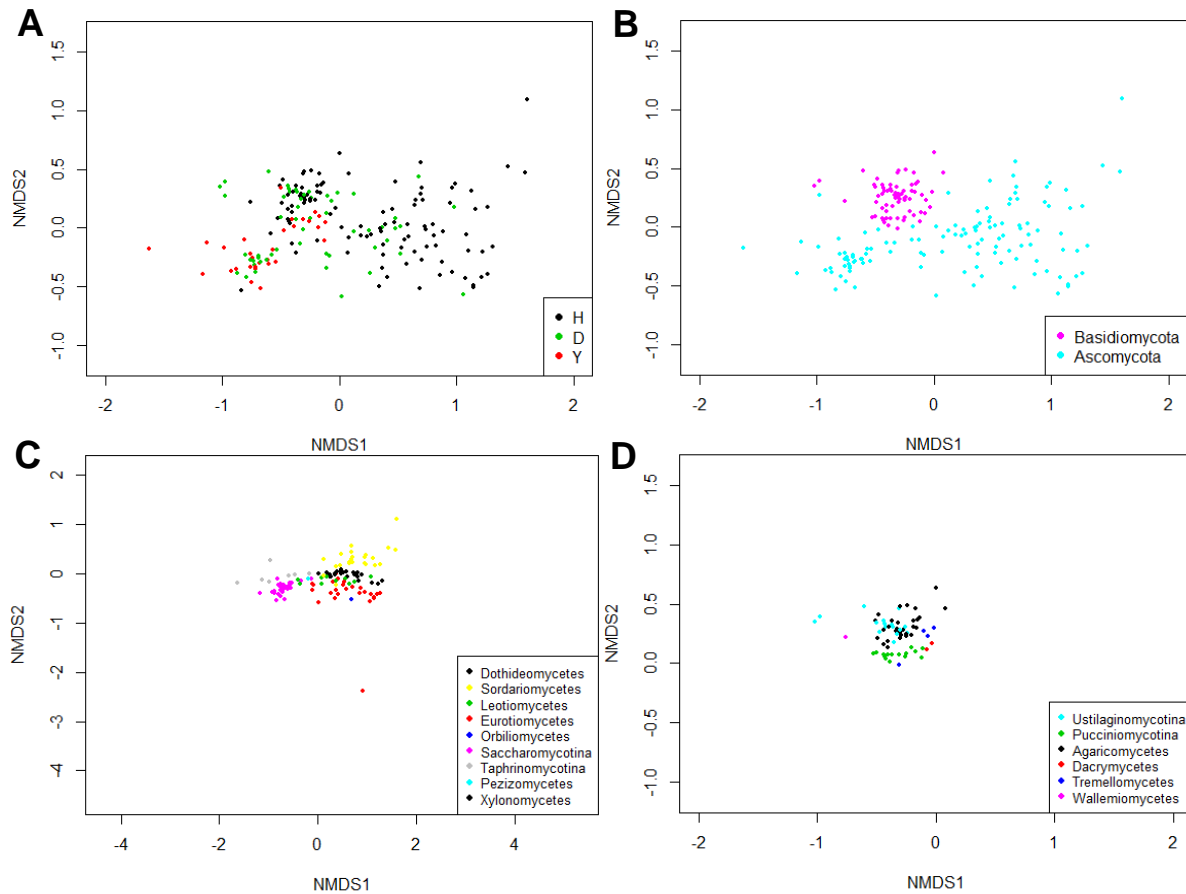 A
1.5
1.0
0.5
0.0
-0.5
-1.0
NMDS2
H
D
Y
-2
-1
0
1
2
NMDS1
B
1.5
1.0
0.5
0.0
-0.5
-1.0
NMDS2
Basidiomycota
Ascomycota
-2
-1
0
1
2
NMDS1
C
2
1
0
-1
-2
-3
-4
NMDS2
Dothideomycetes
Sordariomycetes
Leotiomycetes
Eurotiomycetes
Orbiliomycetes
Saccharomycotina
Taphrinomycotina
Pezizomycetes
Xylonomycetes
-4
-2
0
2
4
NMDS1
D
1.5
1.0
0.5
0.0
-0.5
-1.0
NMDS2
Ustilaginomycotina
Pucciniomycotina
Agaricomycetes
Dacrymycetes
Tremellomycetes
Wallemiomycetes
-2
-1
0
1
2
NMDS1